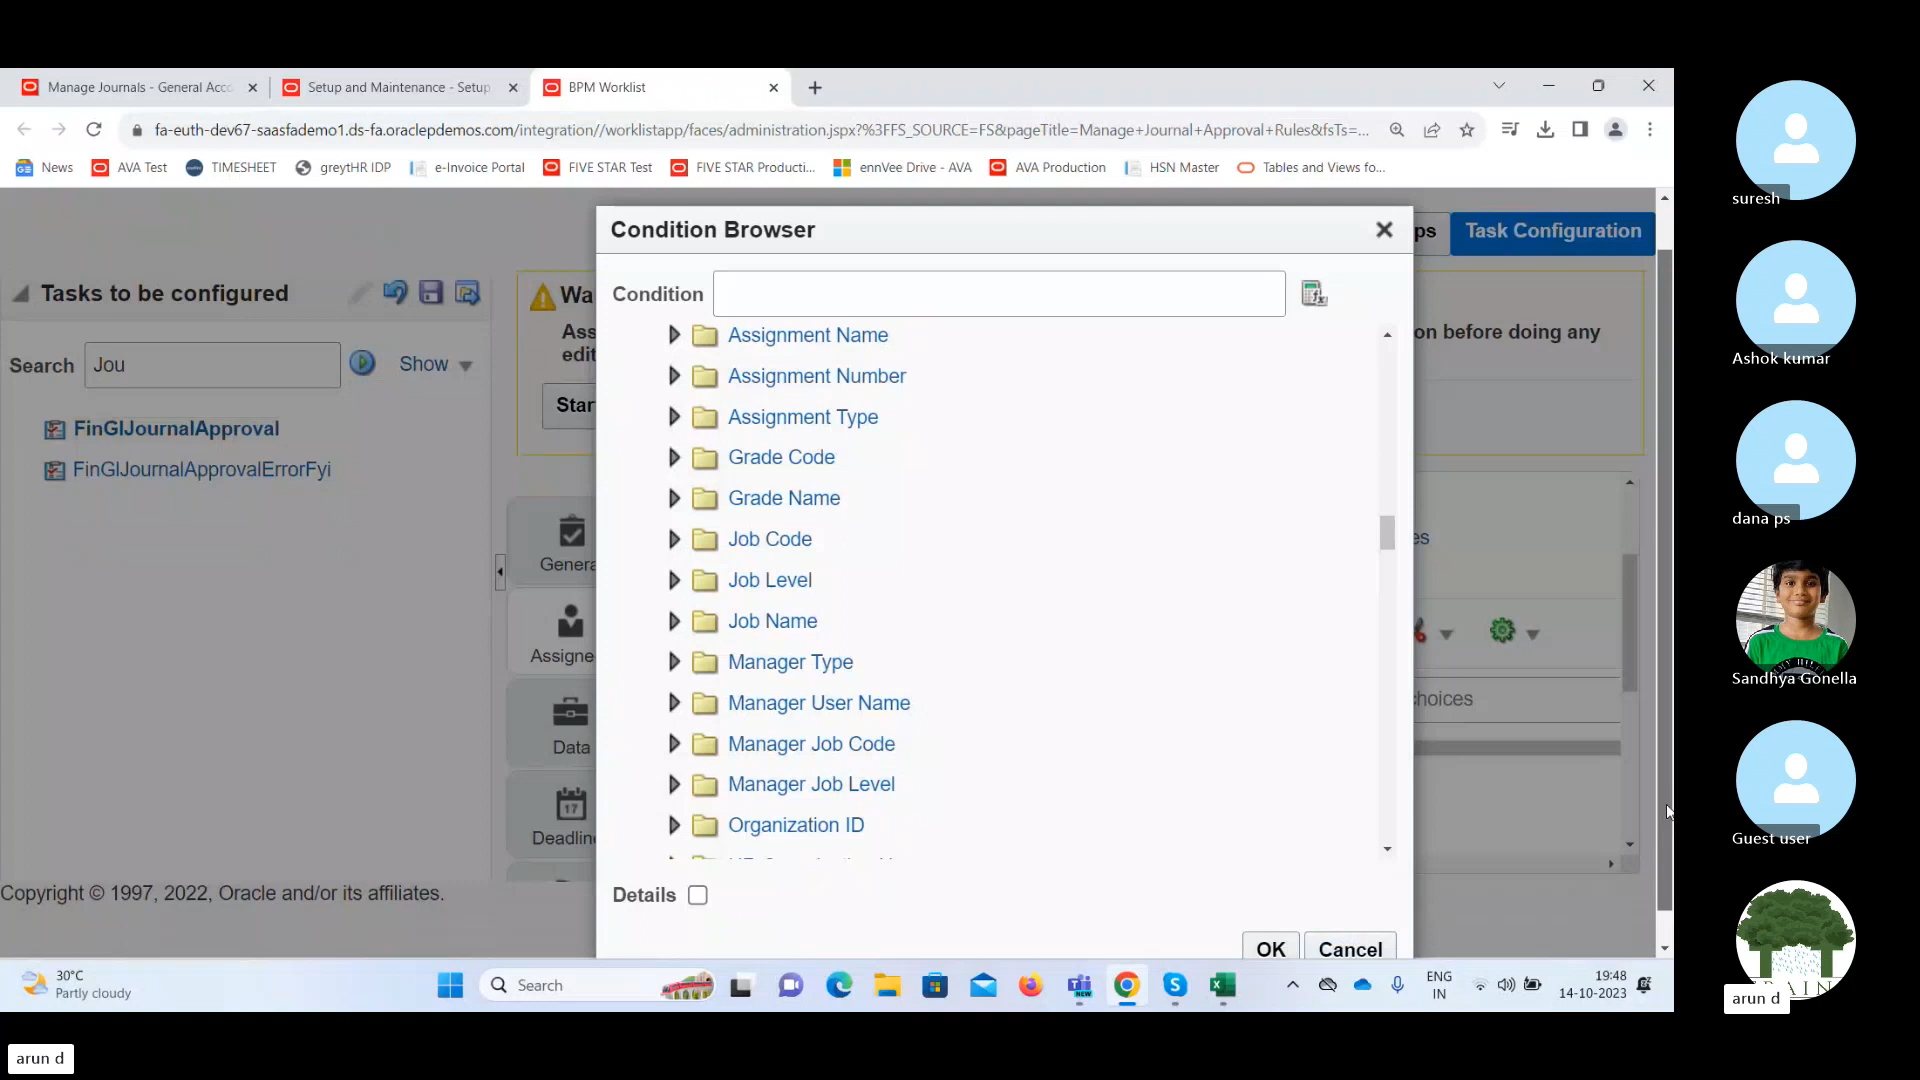 Manage Journals - General Acco
Setup and Maintenance - Setup
BPM Worklist
fa-euth-dev67-saasfademo1.ds-fa.oraclepdemos.com/integration//worklistapp/faces/administration.jspx?%3FFS_SOURCE=FS&pageTitle=Manage+Journal+Approval+Rules&fsTs=...
News
AVA Test
TIMESHEET
greytHR IDP
e-Invoice Portal
FIVE STAR Test
FIVE STAR Producti...
ennVee Drive - AVA
AVA Production
HSN Master
Tables and Views fo...
Condition Browser
ps
Task Configuration
Tasks to be configured
Search
Jou
Show
FinGlJournalApproval
FinGlJournalApprovalErrorFyi
Wa
Ass
edit
on before doing any
Star
Condition
Assignment Name
Assignment Number
Assignment Type
Grade Code
Grade Name
Job Code
Job Level
Job Name
Manager Type
Manager User Name
Manager Job Code
Manager Job Level
Organization ID
Genera
Assigne
Data
17
Deadline
es
hoices
Details
OK
Cancel
Copyright © 1997, 2022, Oracle and/or its affiliates.
30°C
Partly cloudy
Search
ENG
IN
19:48
14-10-2023
suresh
Ashok kumar
dana ps
Sandhya Gonella
Guest user
arun d
arun d